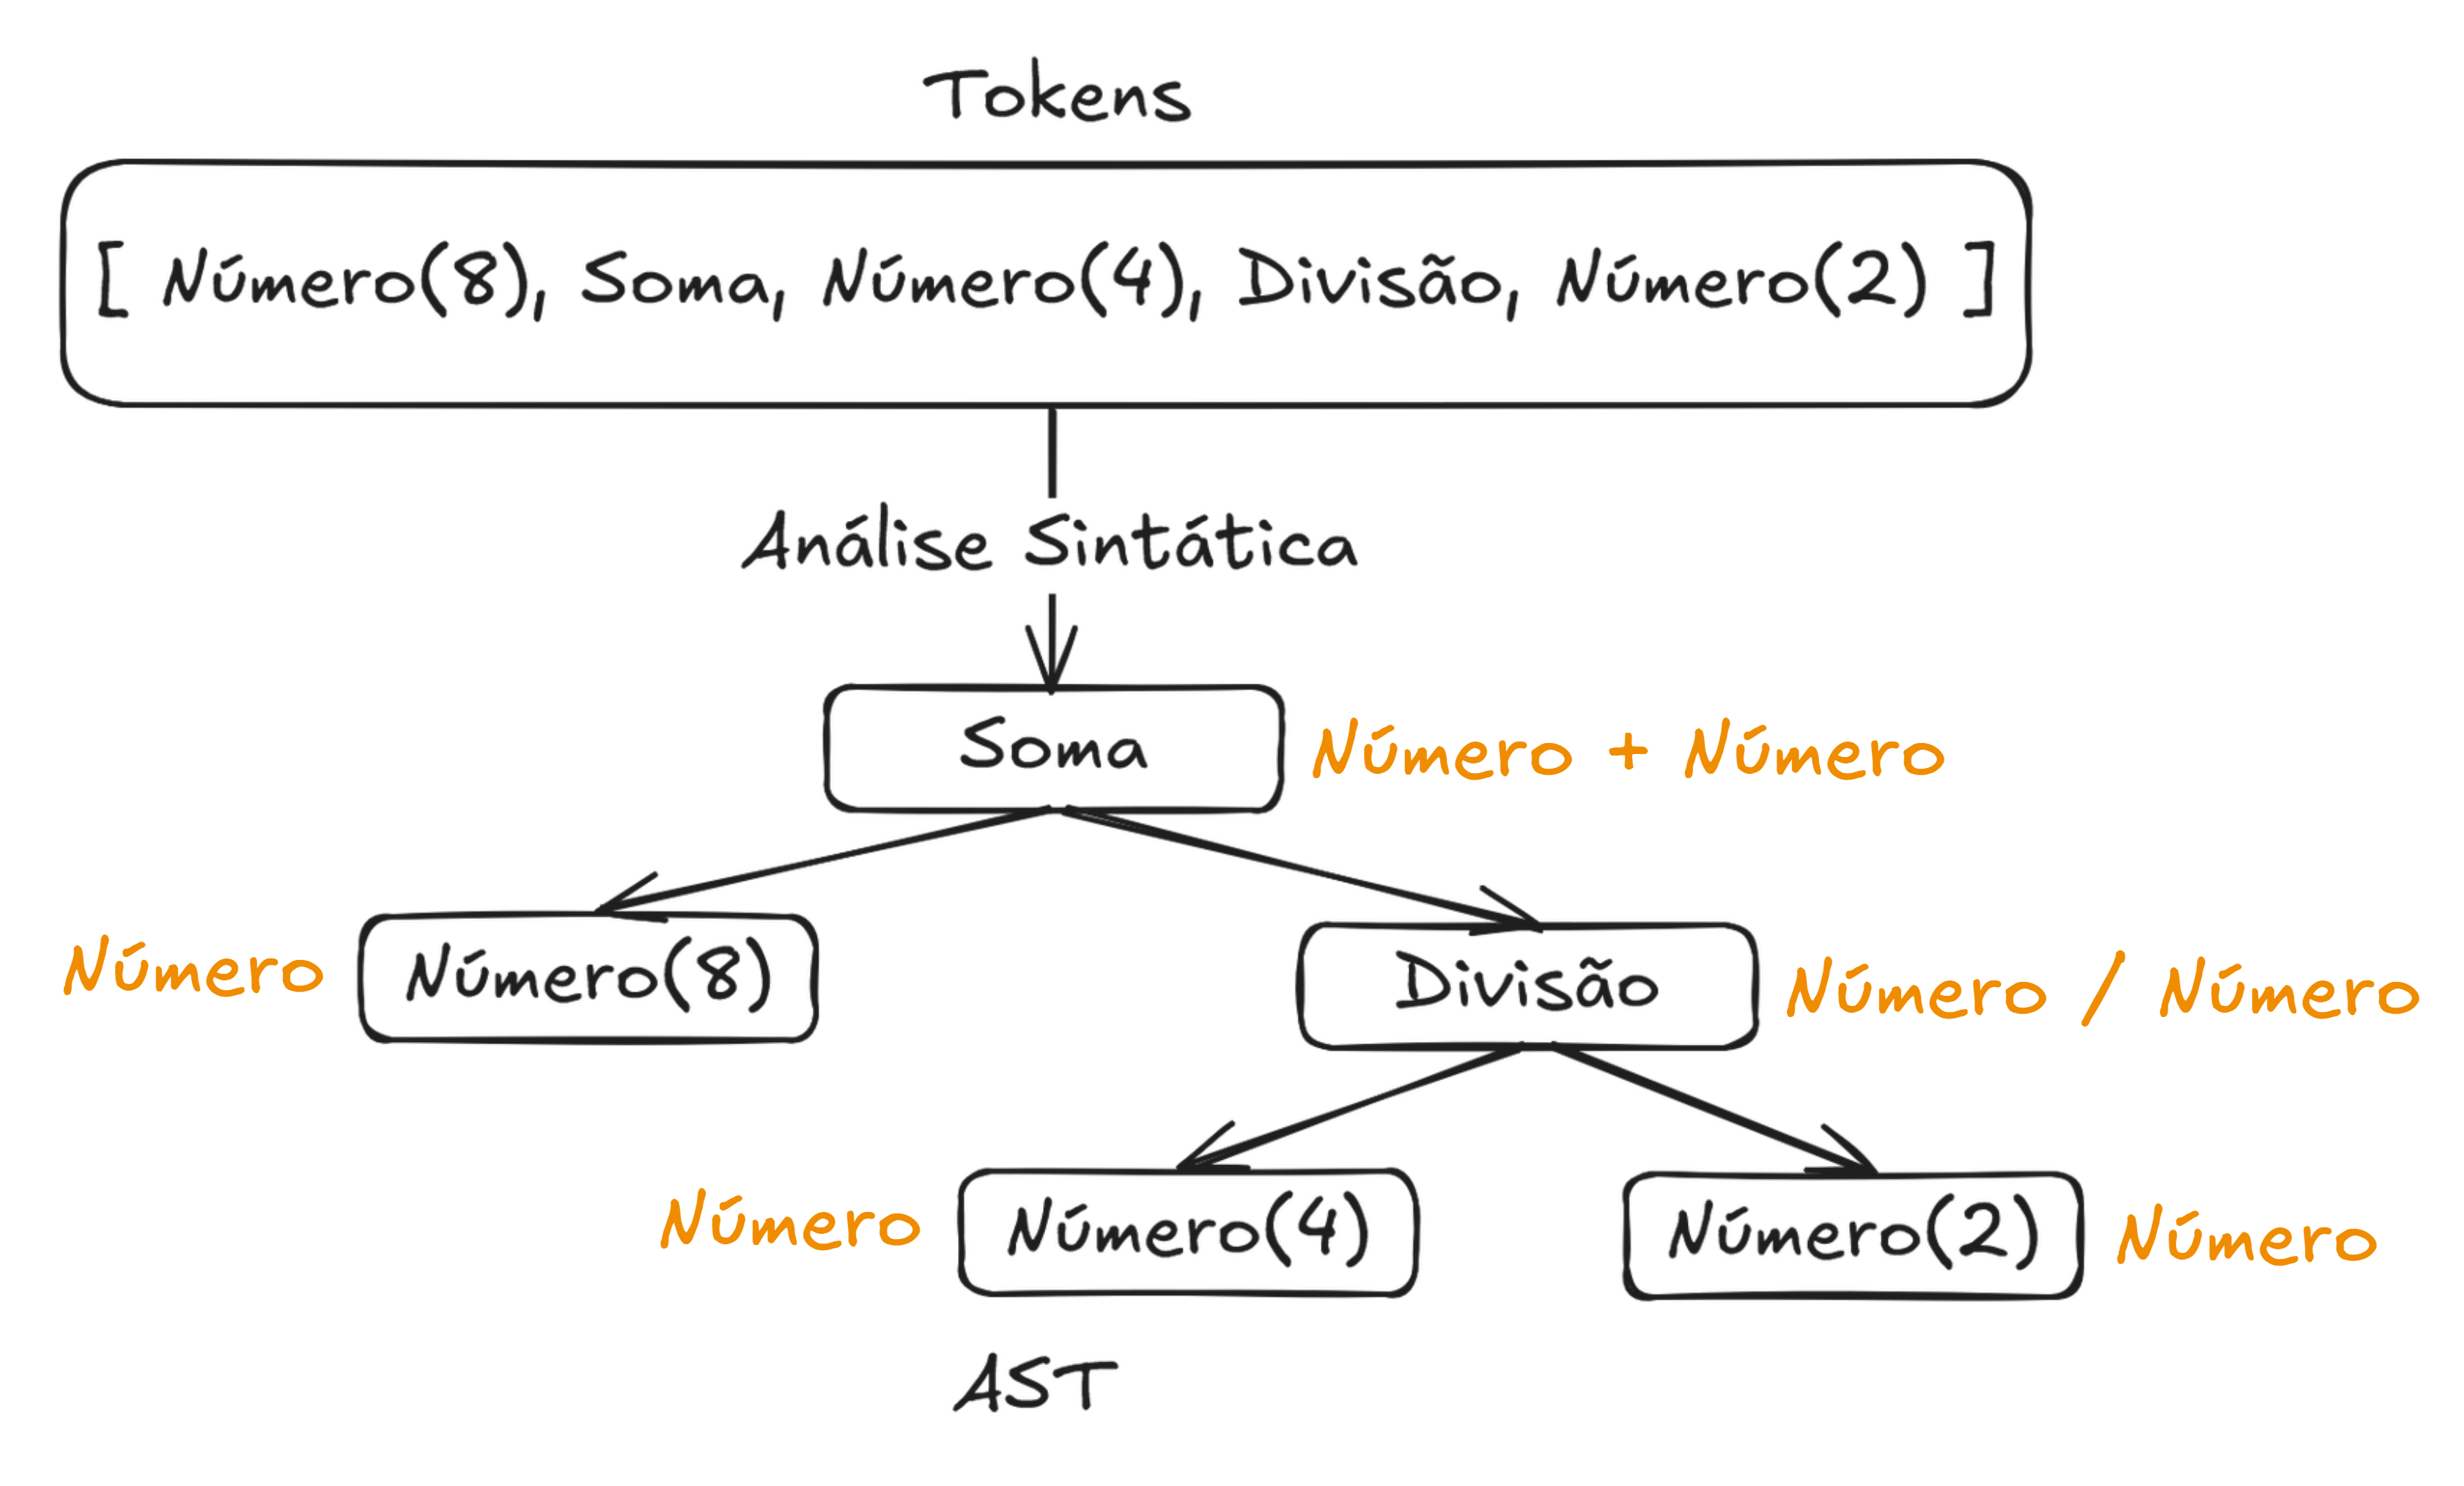 Tokens
[ Número(8), Soma, Número(4), Divisão, Número(2) ]
Análise Sintática
Soma
Número + Número
Número
Número(8)
Divisão
Número / Número
Número
Número(4)
Número(2)
Número
AST